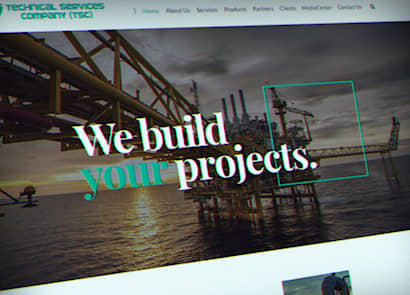 TECHNICAL SERVICES
COMPANY (TSC)
Home About Us Services Products Partners Clients MediaCenter Contact Us
We build
your projects.